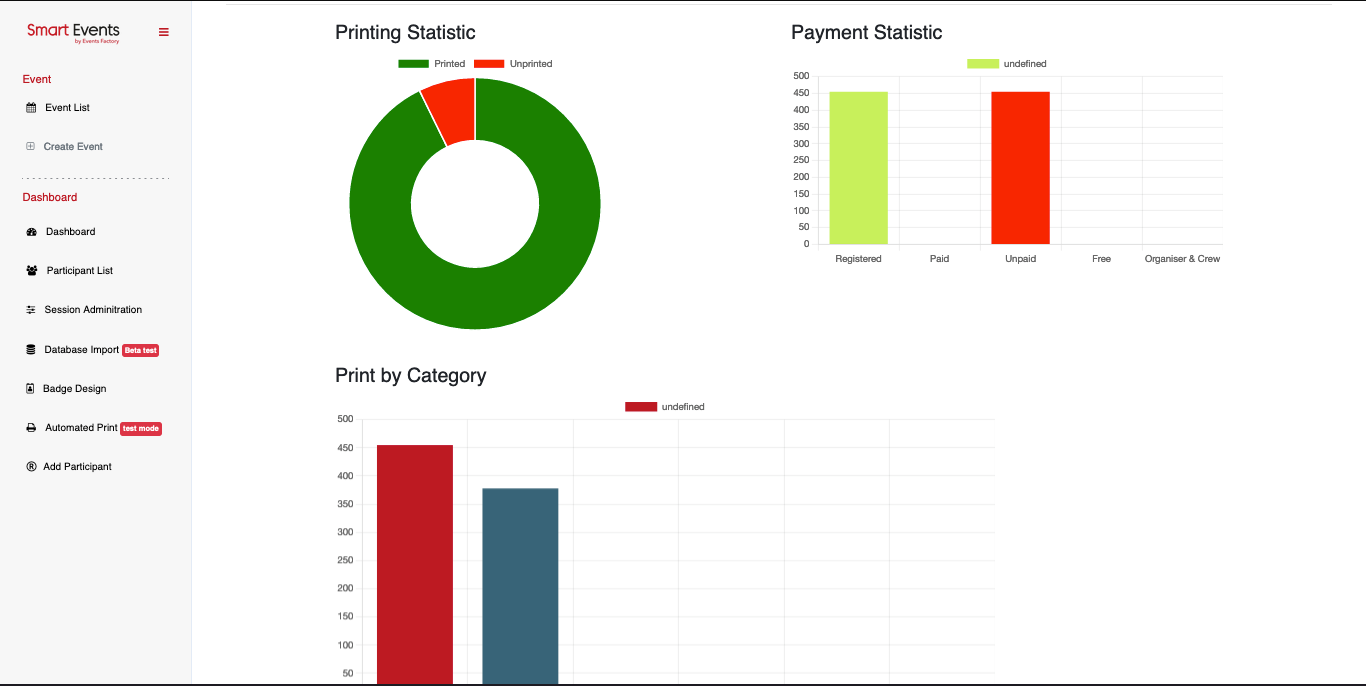 Smart Events
by Events Factory
Event
Event List
Create Event
Dashboard
Dashboard
Participant List
Session Adminitration
Database Import Beta test
Badge Design
Automated Print test mode
Add Participant
Printing Statistic
Printed Unprinted
Payment Statistic
undefined
500
450
400
350
300
250
200
150
100
50
0
Registered Paid Unpaid Free Organiser & Crew
Print by Category
undefined
500
450
400
350
300
250
200
150
100
50